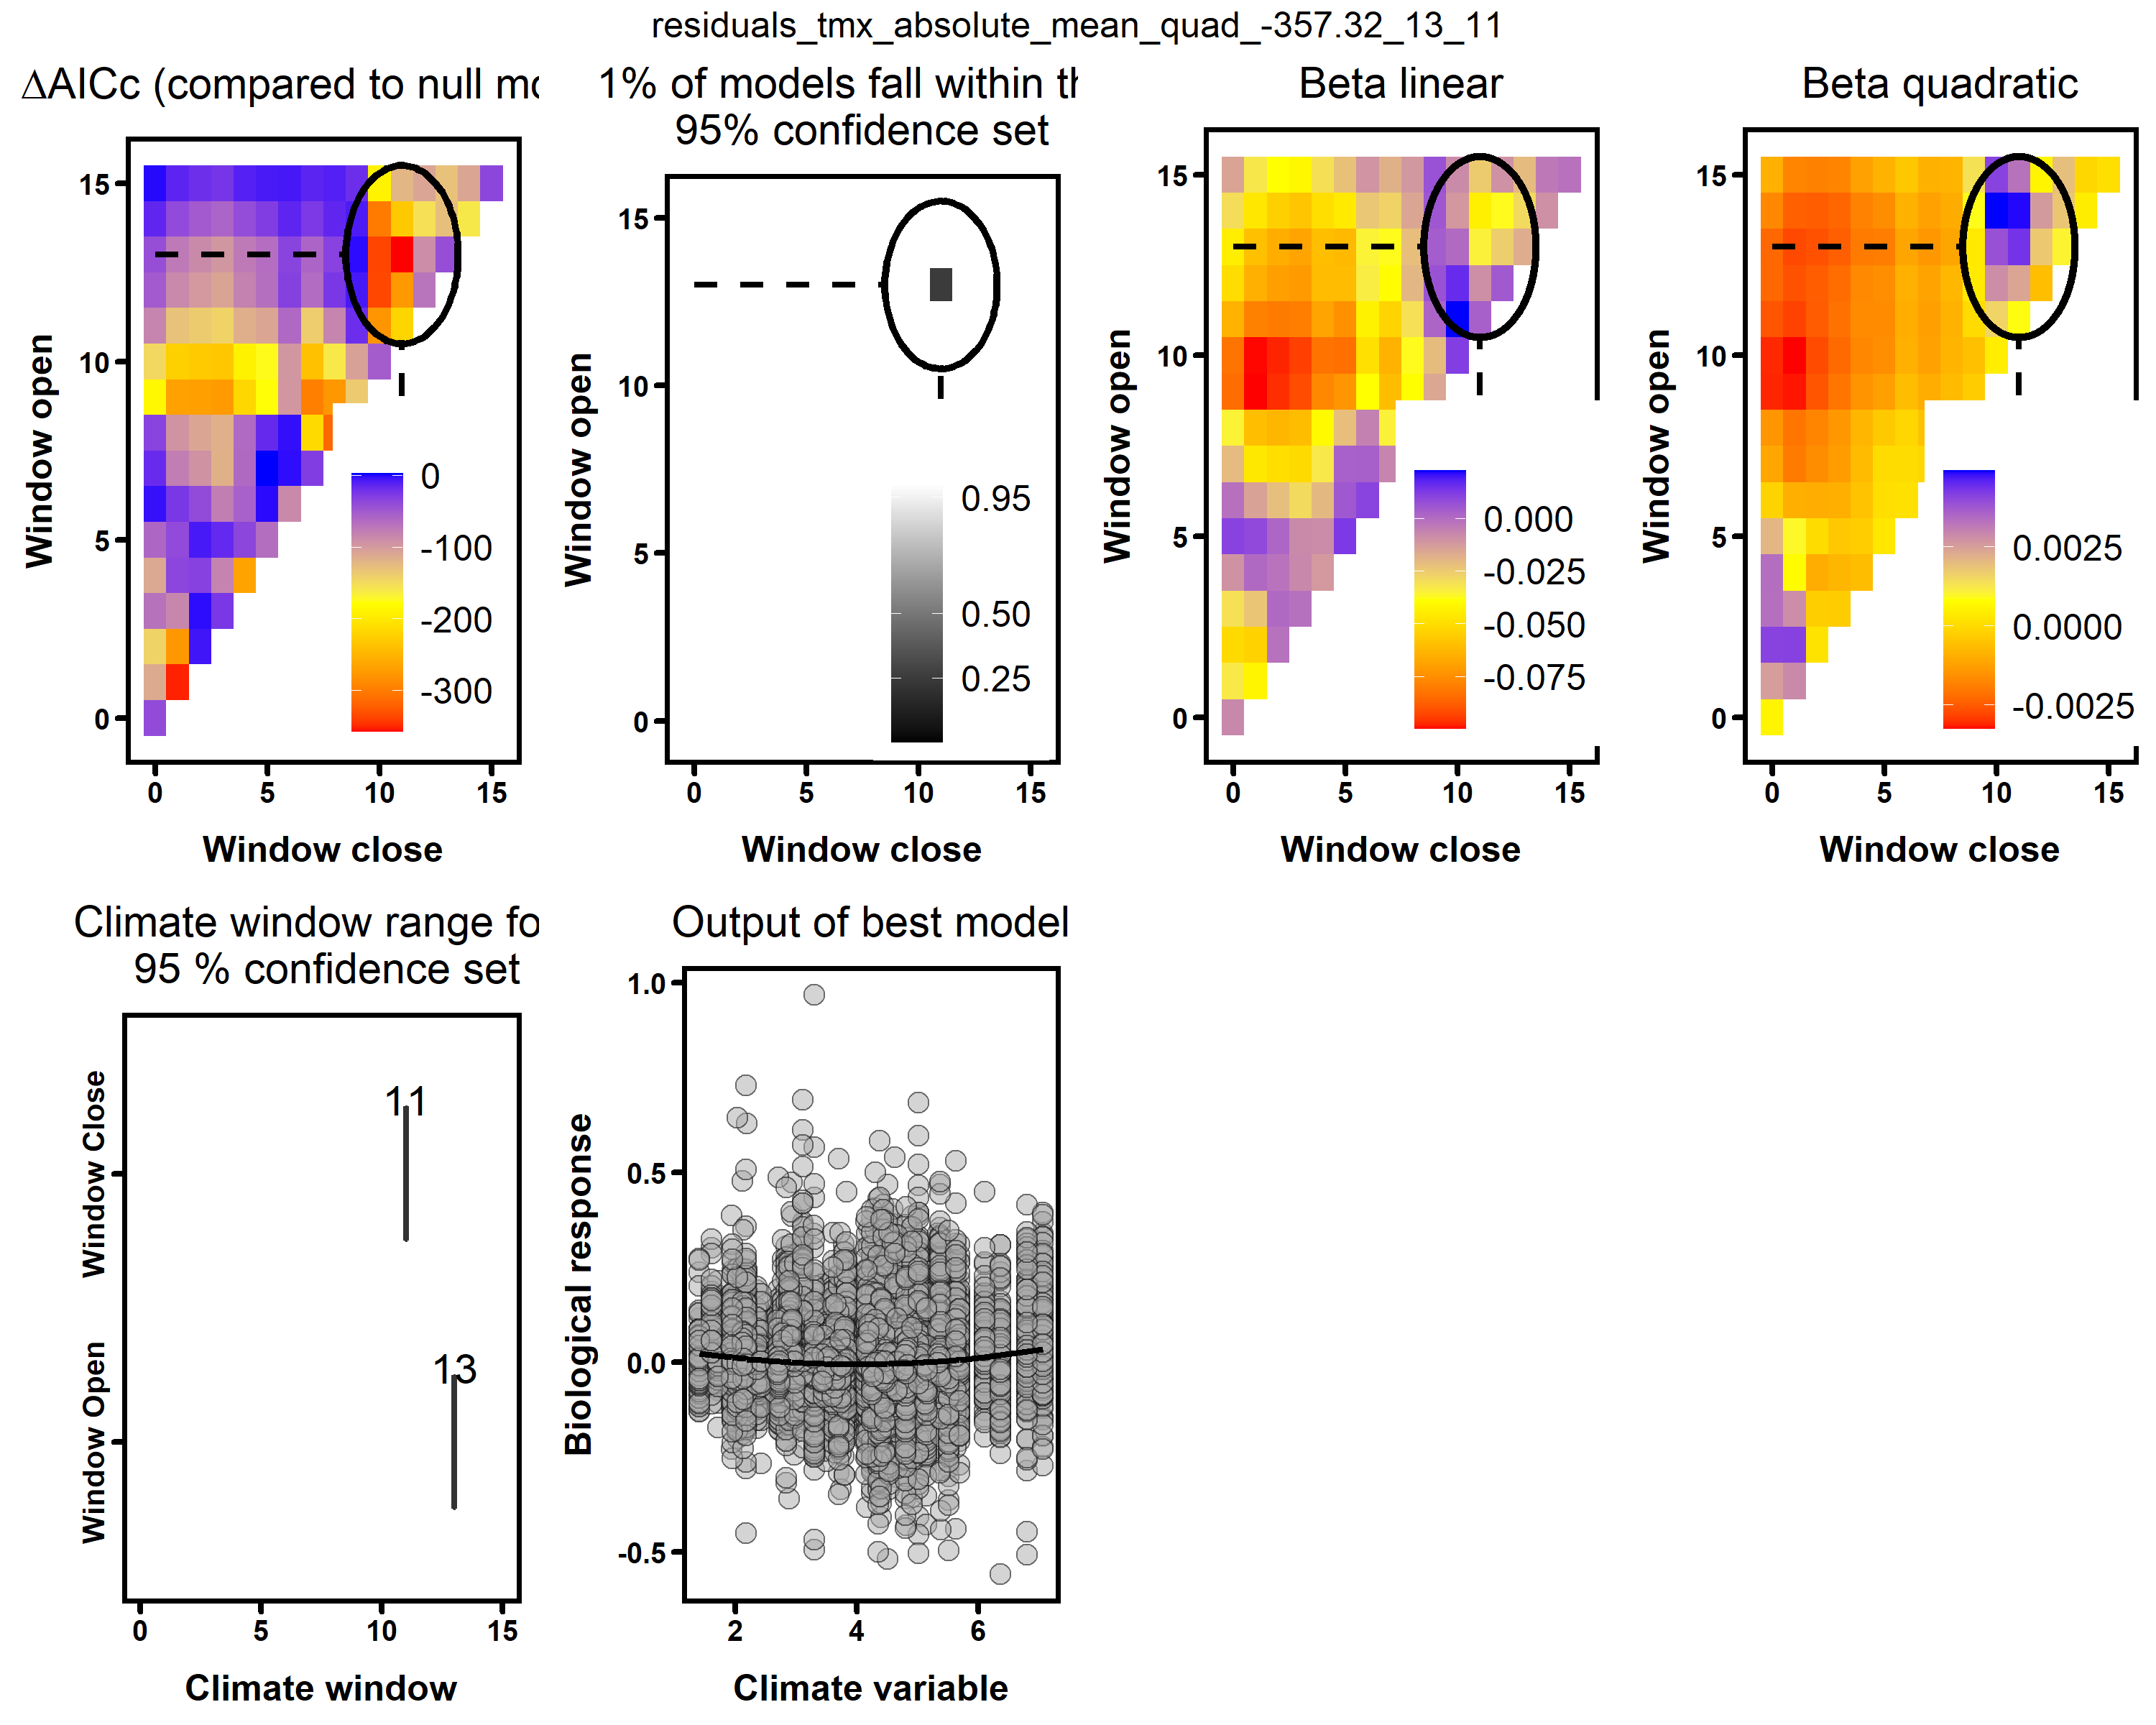 residuals_tmx_absolute_mean_quad_-357.32_13_11
ΔAICc (compared to null mo
Window open
15
10
5
0
0
-100
-200
-300
0 5 10 15
Window close
1% of models fall within th
95% confidence set
Window open
15
10
5
0
0.95
0.50
0.25
0 5 10 15
Window close
Beta linear
Window open
15
10
5
0
0.000
-0.025
-0.050
-0.075
0 5 10 15
Window close
Beta quadratic
Window open
15
10
5
0
0.0025
0.0000
-0.0025
0 5 10 15
Window close
Climate window range fo
95 % confidence set
Window Close
Window Open
11
13
0 5 10 15
Climate window
Output of best model
Biological response
1.0
0.5
0.0
-0.5
2 4 6
Climate variable